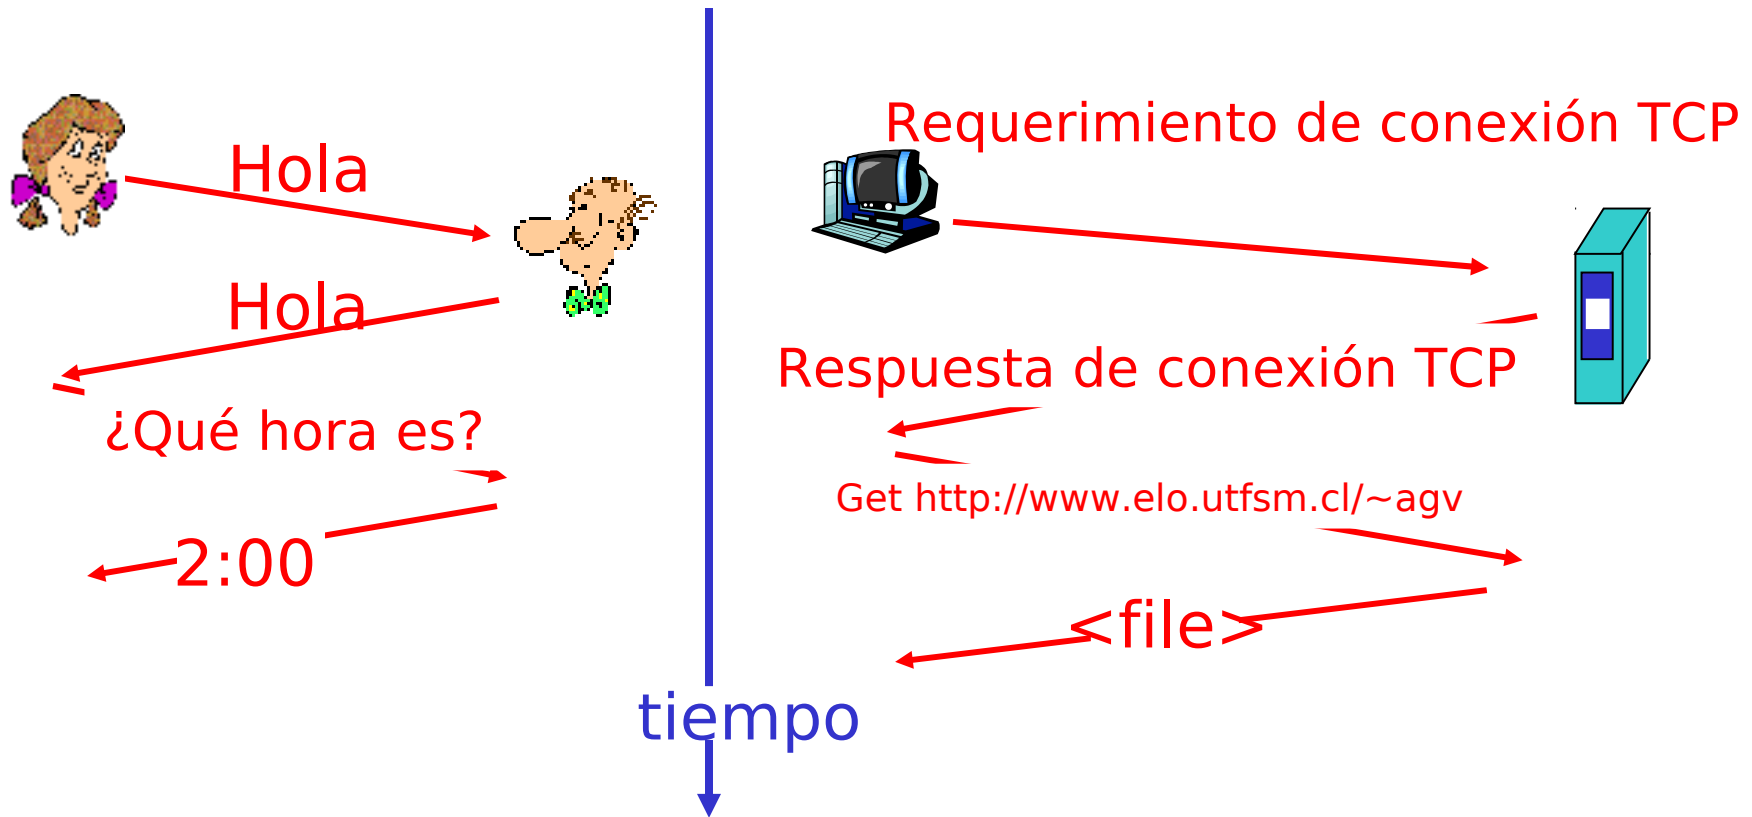 Hola
Hola
¿Qué hora es?
2:00
Requerimiento de conexión TCP
Respuesta de conexión TCP
Get http://www.elo.utfsm.cl/~agv
<file>
tiempo